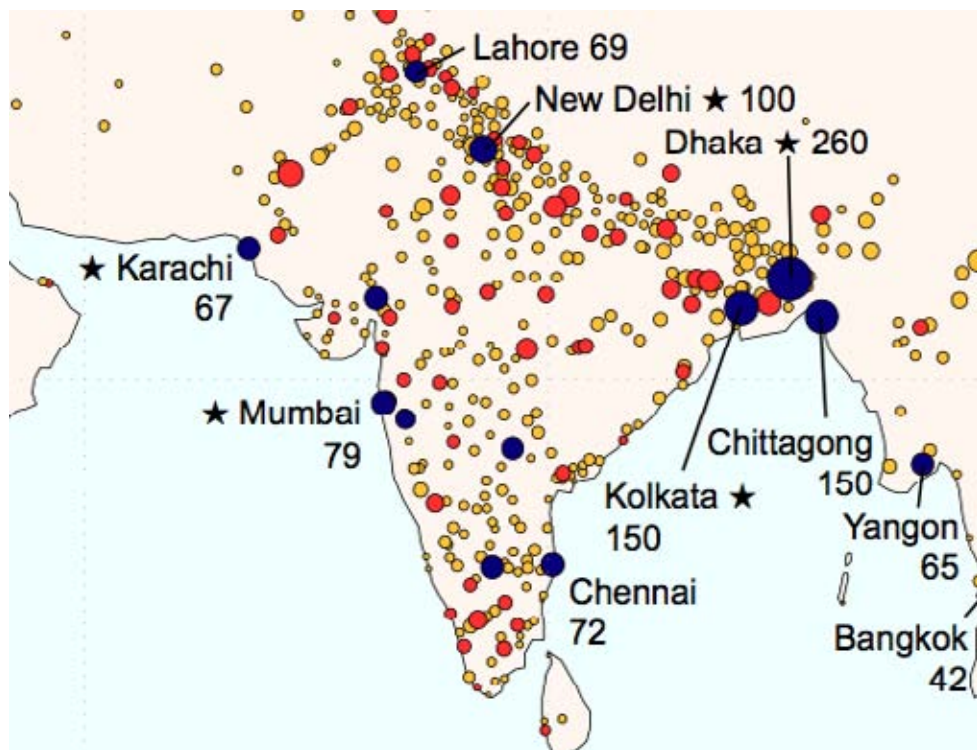 Lahore 69
New Delhi ★ 100
Dhaka ★ 260
★ Karachi
67
★ Mumbai
79
Chittagong
150
Kolkata ★
150
Yangon
65
Chennai
72
Bangkok
42